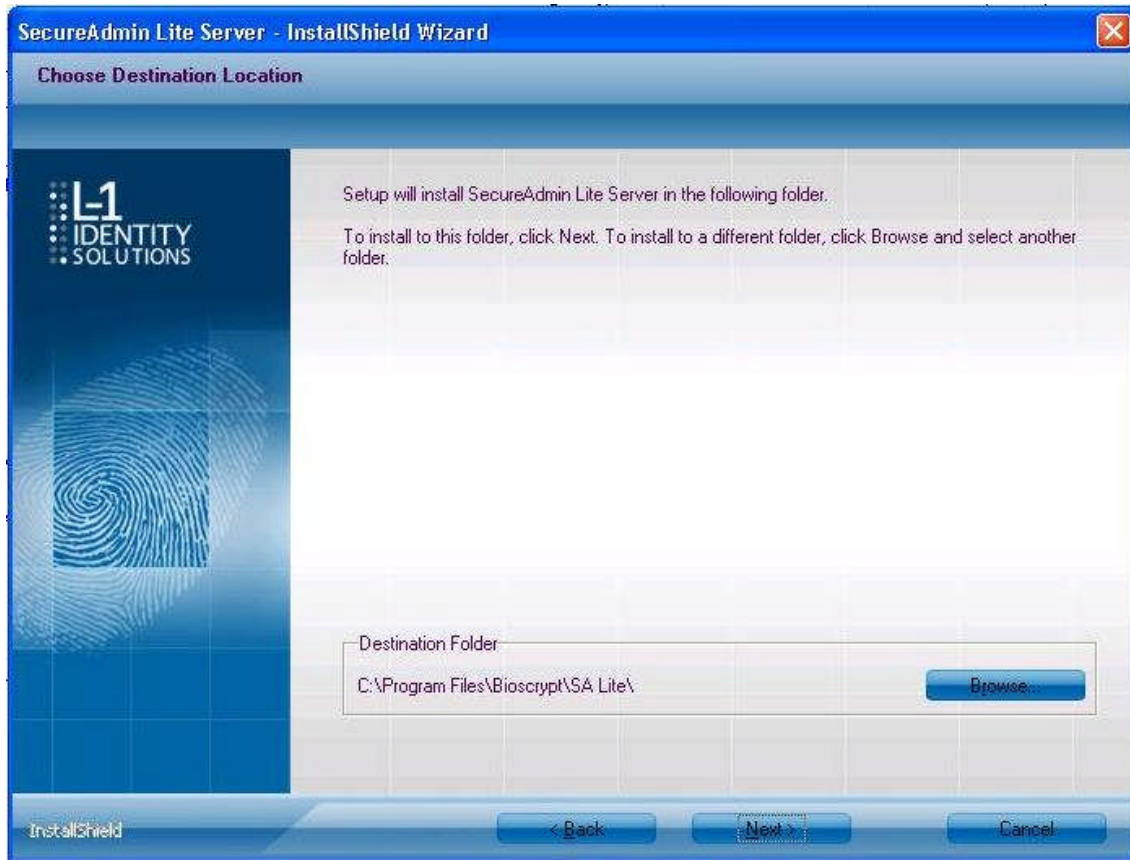 SecureAdmin Lite Server - InstallShield Wizard
Choose Destination Location
L-1
IDENTITY
SOLUTIONS
Setup will install SecureAdmin Lite Server in the following folder.
To install to this folder, click Next. To install to a different folder, click Browse and select another
folder.
Destination Folder
C:\Program Files\Bioscrypt\SA Lite\
Browse...
InstallShield
< Back
Next >
Cancel